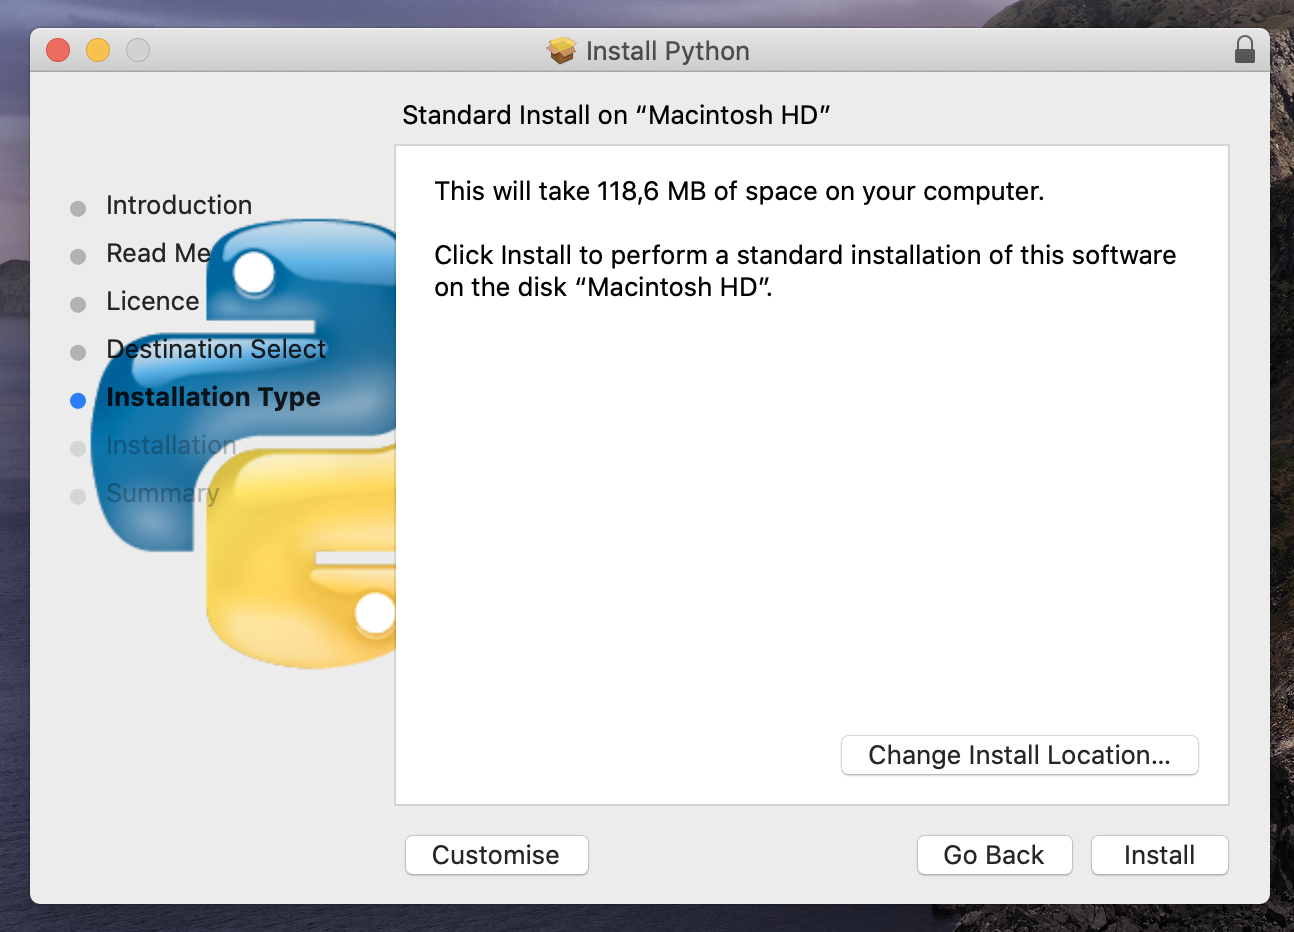 Install Python
Standard Install on “Macintosh HD”
Introduction
Read Me
Licence
Destination Select
Installation Type
Installation
Summary
This will take 118,6 MB of space on your computer.
Click Install to perform a standard installation of this software
on the disk “Macintosh HD”.
Change Install Location...
Customise
Go Back
Install